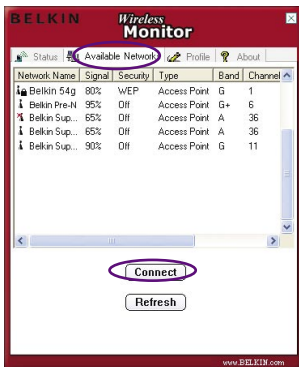 BELKIN Wireless Monitor
Status Available Network Profile About
Network Name Signal Security Type Band Channel
Belkin 54g 80% WEP Access Point G 1
Belkin Pre-N 95% Off Access Point G+ 6
Belkin Sup... 65% Off Access Point A 36
Belkin Sup... 65% Off Access Point A 36
Belkin Sup... 90% Off Access Point G 11
Connect
Refresh
www.BELKIN.com